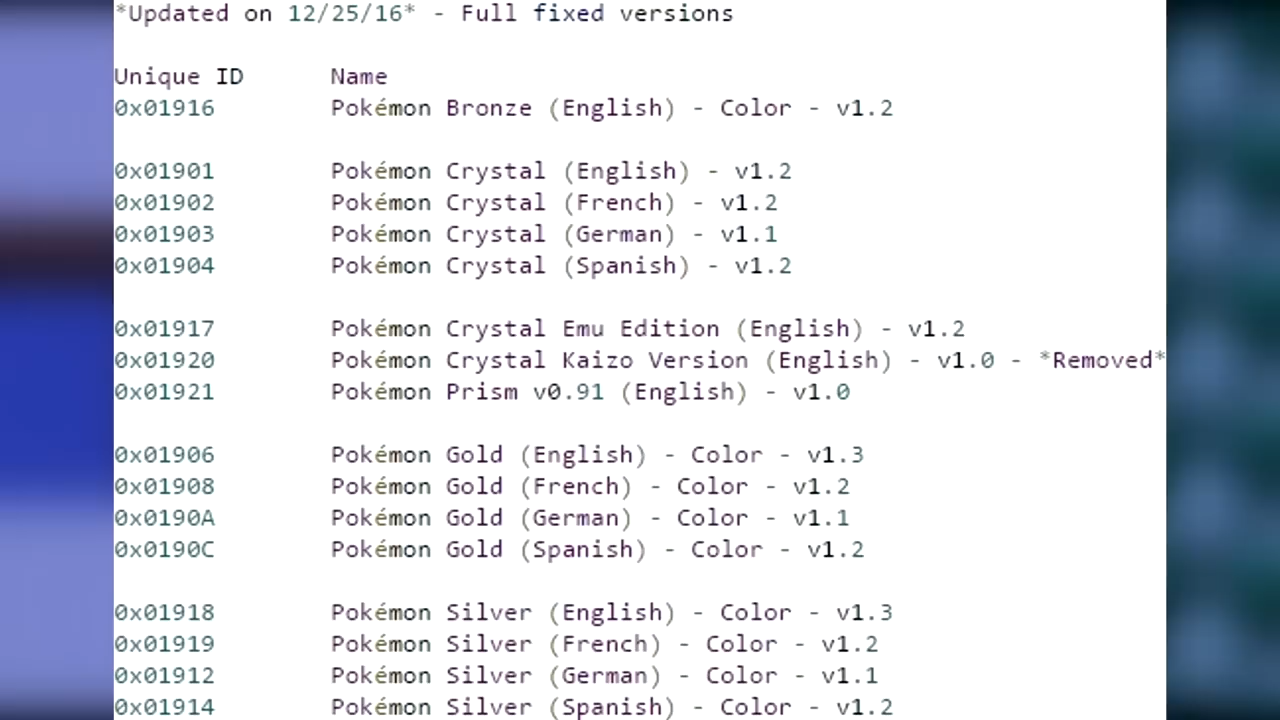 *Updated on 12/25/16* - Full fixed versions
Unique ID Name
0x01916 Pokémon Bronze (English) - Color - v1.2
0x01901 Pokémon Crystal (English) - v1.2
0x01902 Pokémon Crystal (French) - v1.2
0x01903 Pokémon Crystal (German) - v1.1
0x01904 Pokémon Crystal (Spanish) - v1.2
0x01917 Pokémon Crystal Emu Edition (English) - v1.2
0x01920 Pokémon Crystal Kaizo Version (English) - v1.0 - *Removed*
0x01921 Pokémon Prism v0.91 (English) - v1.0
0x01906 Pokémon Gold (English) - Color - v1.3
0x01908 Pokémon Gold (French) - Color - v1.2
0x0190A Pokémon Gold (German) - Color - v1.1
0x0190C Pokémon Gold (Spanish) - Color - v1.2
0x01918 Pokémon Silver (English) - Color - v1.3
0x01919 Pokémon Silver (French) - Color - v1.2
0x01912 Pokémon Silver (German) - Color - v1.1
0x01914 Pokémon Silver (Spanish) - Color - v1.2